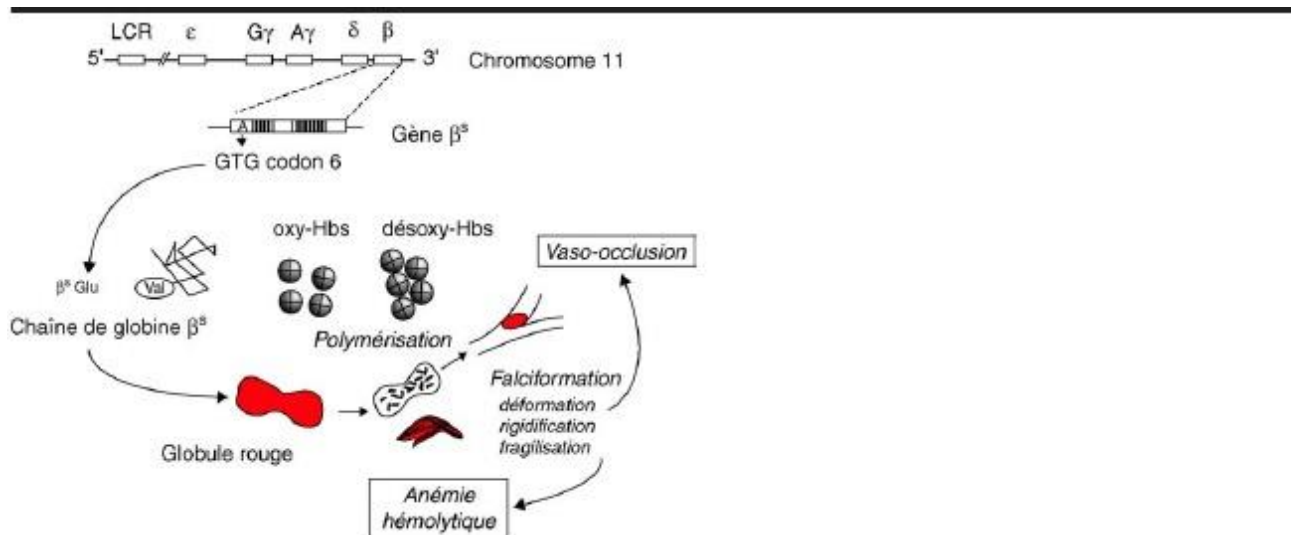 LCR ε Gγ Aγ δ β
5' 3' Chromosome 11
A
Gène βˢ
GTG codon 6
oxy-Hbs désoxy-Hbs
Vaso-occlusion
βˢ Glu Val
Chaîne de globine βˢ
Polymérisation
Falciformation
déformation
rigidification
fragilisation
Globule rouge
Anémie
hémolytique